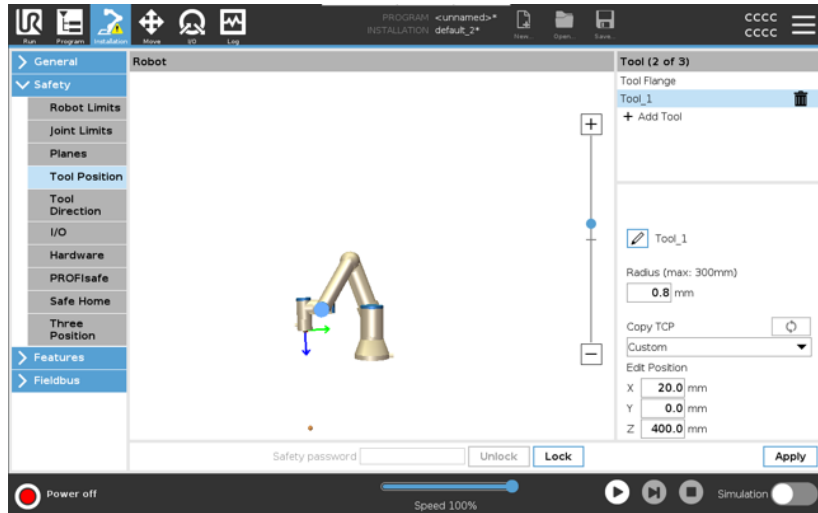 UR
PROGRAM <unnamed>*
INSTALLATION default_2*
cccc
cccc
Run
Program
Installation
Move
I/O
Log
New...
Open...
Save...
General
Robot
Tool (2 of 3)
Safety
Tool Flange
Robot Limits
Tool_1
Joint Limits
+ Add Tool
Planes
Tool Position
Tool
Direction
I/O
Tool_1
Hardware
PROFIsafe
Radius (max: 300mm)
Safe Home
0.8 mm
Three
Position
Copy TCP
Features
Custom
Fieldbus
Edit Position
X 20.0 mm
Y 0.0 mm
Z 400.0 mm
Safety password
Unlock
Lock
Apply
Power off
Speed 100%
Simulation